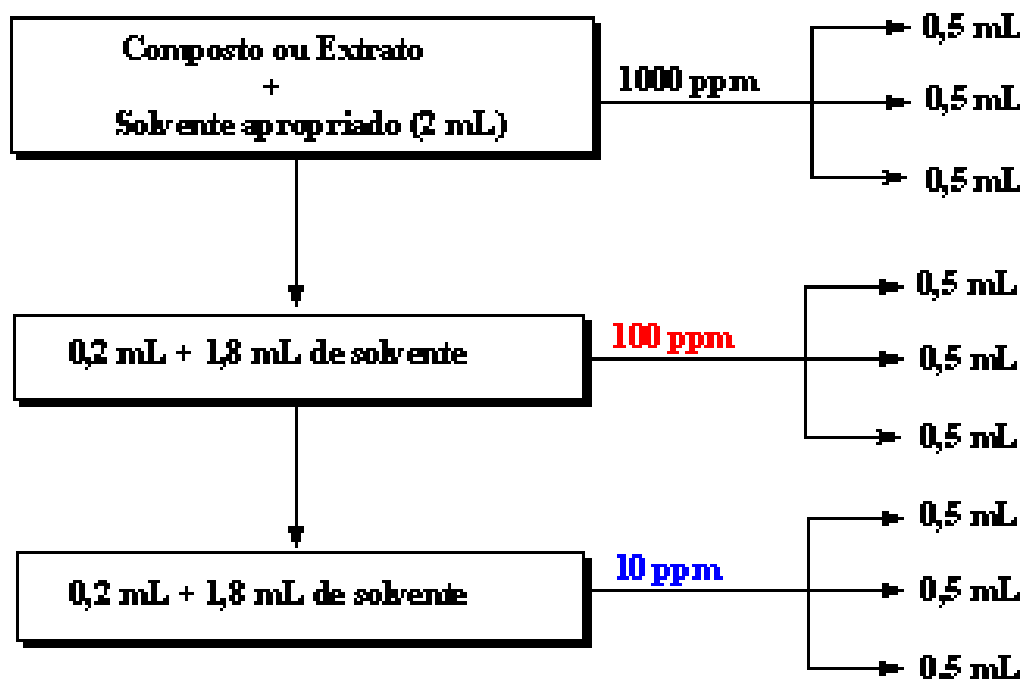 Composto ou Extrato
+
Solvente apropriado (2 mL)
1000 ppm
0,5 mL
0,5 mL
0,5 mL
0,2 mL + 1,8 mL de solvente
100 ppm
0,5 mL
0,5 mL
0,5 mL
0,2 mL + 1,8 mL de solvente
10 ppm
0,5 mL
0,5 mL
0,5 mL